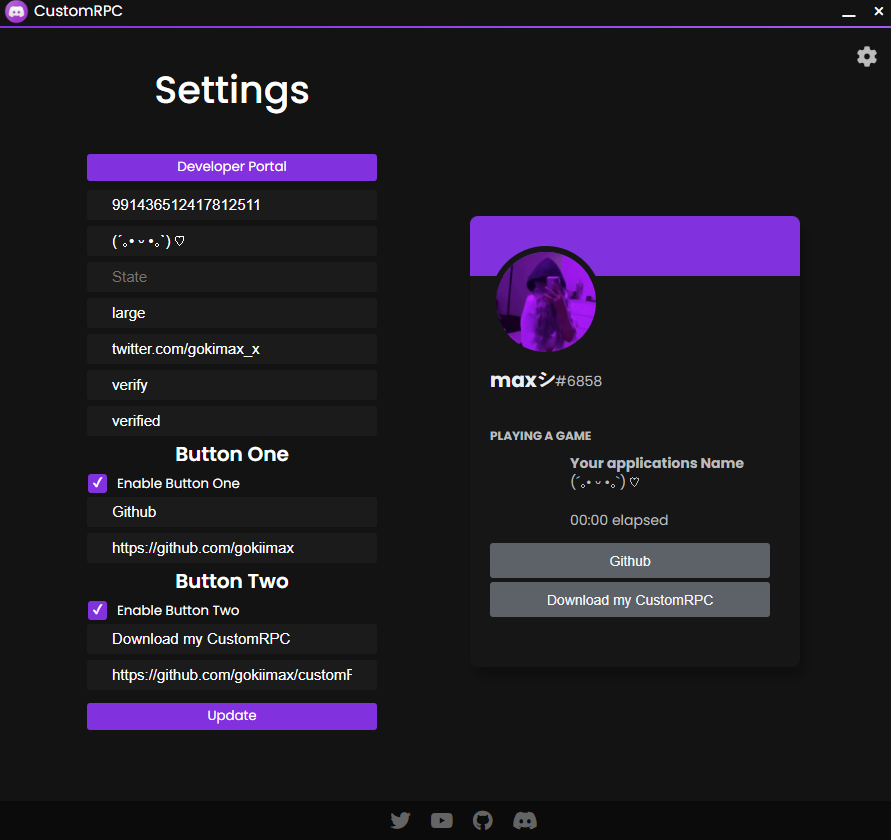 CustomRPC
Settings
Developer Portal
991436512417812511
(´｡• ᵕ •｡`) ♡
State
large
twitter.com/gokimax_x
verify
verified
Button One
Enable Button One
Github
https://github.com/gokiimax
Button Two
Enable Button Two
Download my CustomRPC
https://github.com/gokiimax/customR
Update
maxシ#6858
PLAYING A GAME
Your applications Name
(´｡• ᵕ •｡`) ♡
00:00 elapsed
Github
Download my CustomRPC